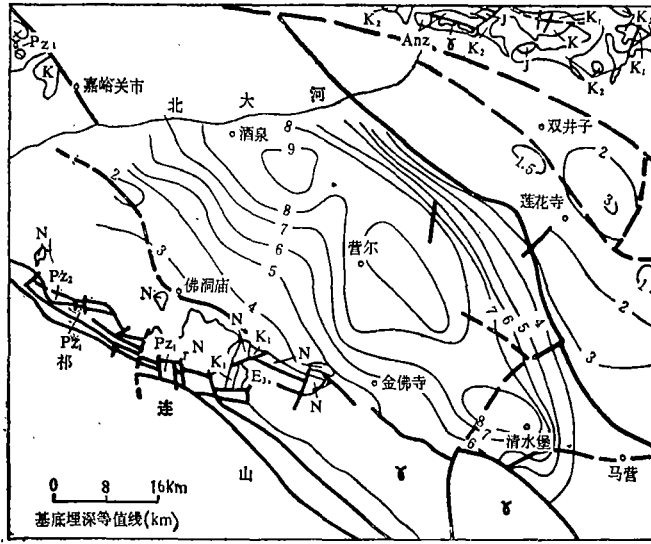 K₂ J K₁
Pz₁ Anz γ K₂ J K K₂ K₁
K
嘉峪关市
北大河
双井子
酒泉
8
9
1.5
2
3
莲花寺
2
3
8
7
6
5
4
营尔
N
Pz₂
佛洞庙
N
N
Pz₁
Pz₁
N
K₁
K₁
E₃
N
N
7
6
5
4
3
2
金佛寺
8
7
6
清水堡
马营
祁
连
山
γ
γ
0 8 16km
基底埋深等值线(km)